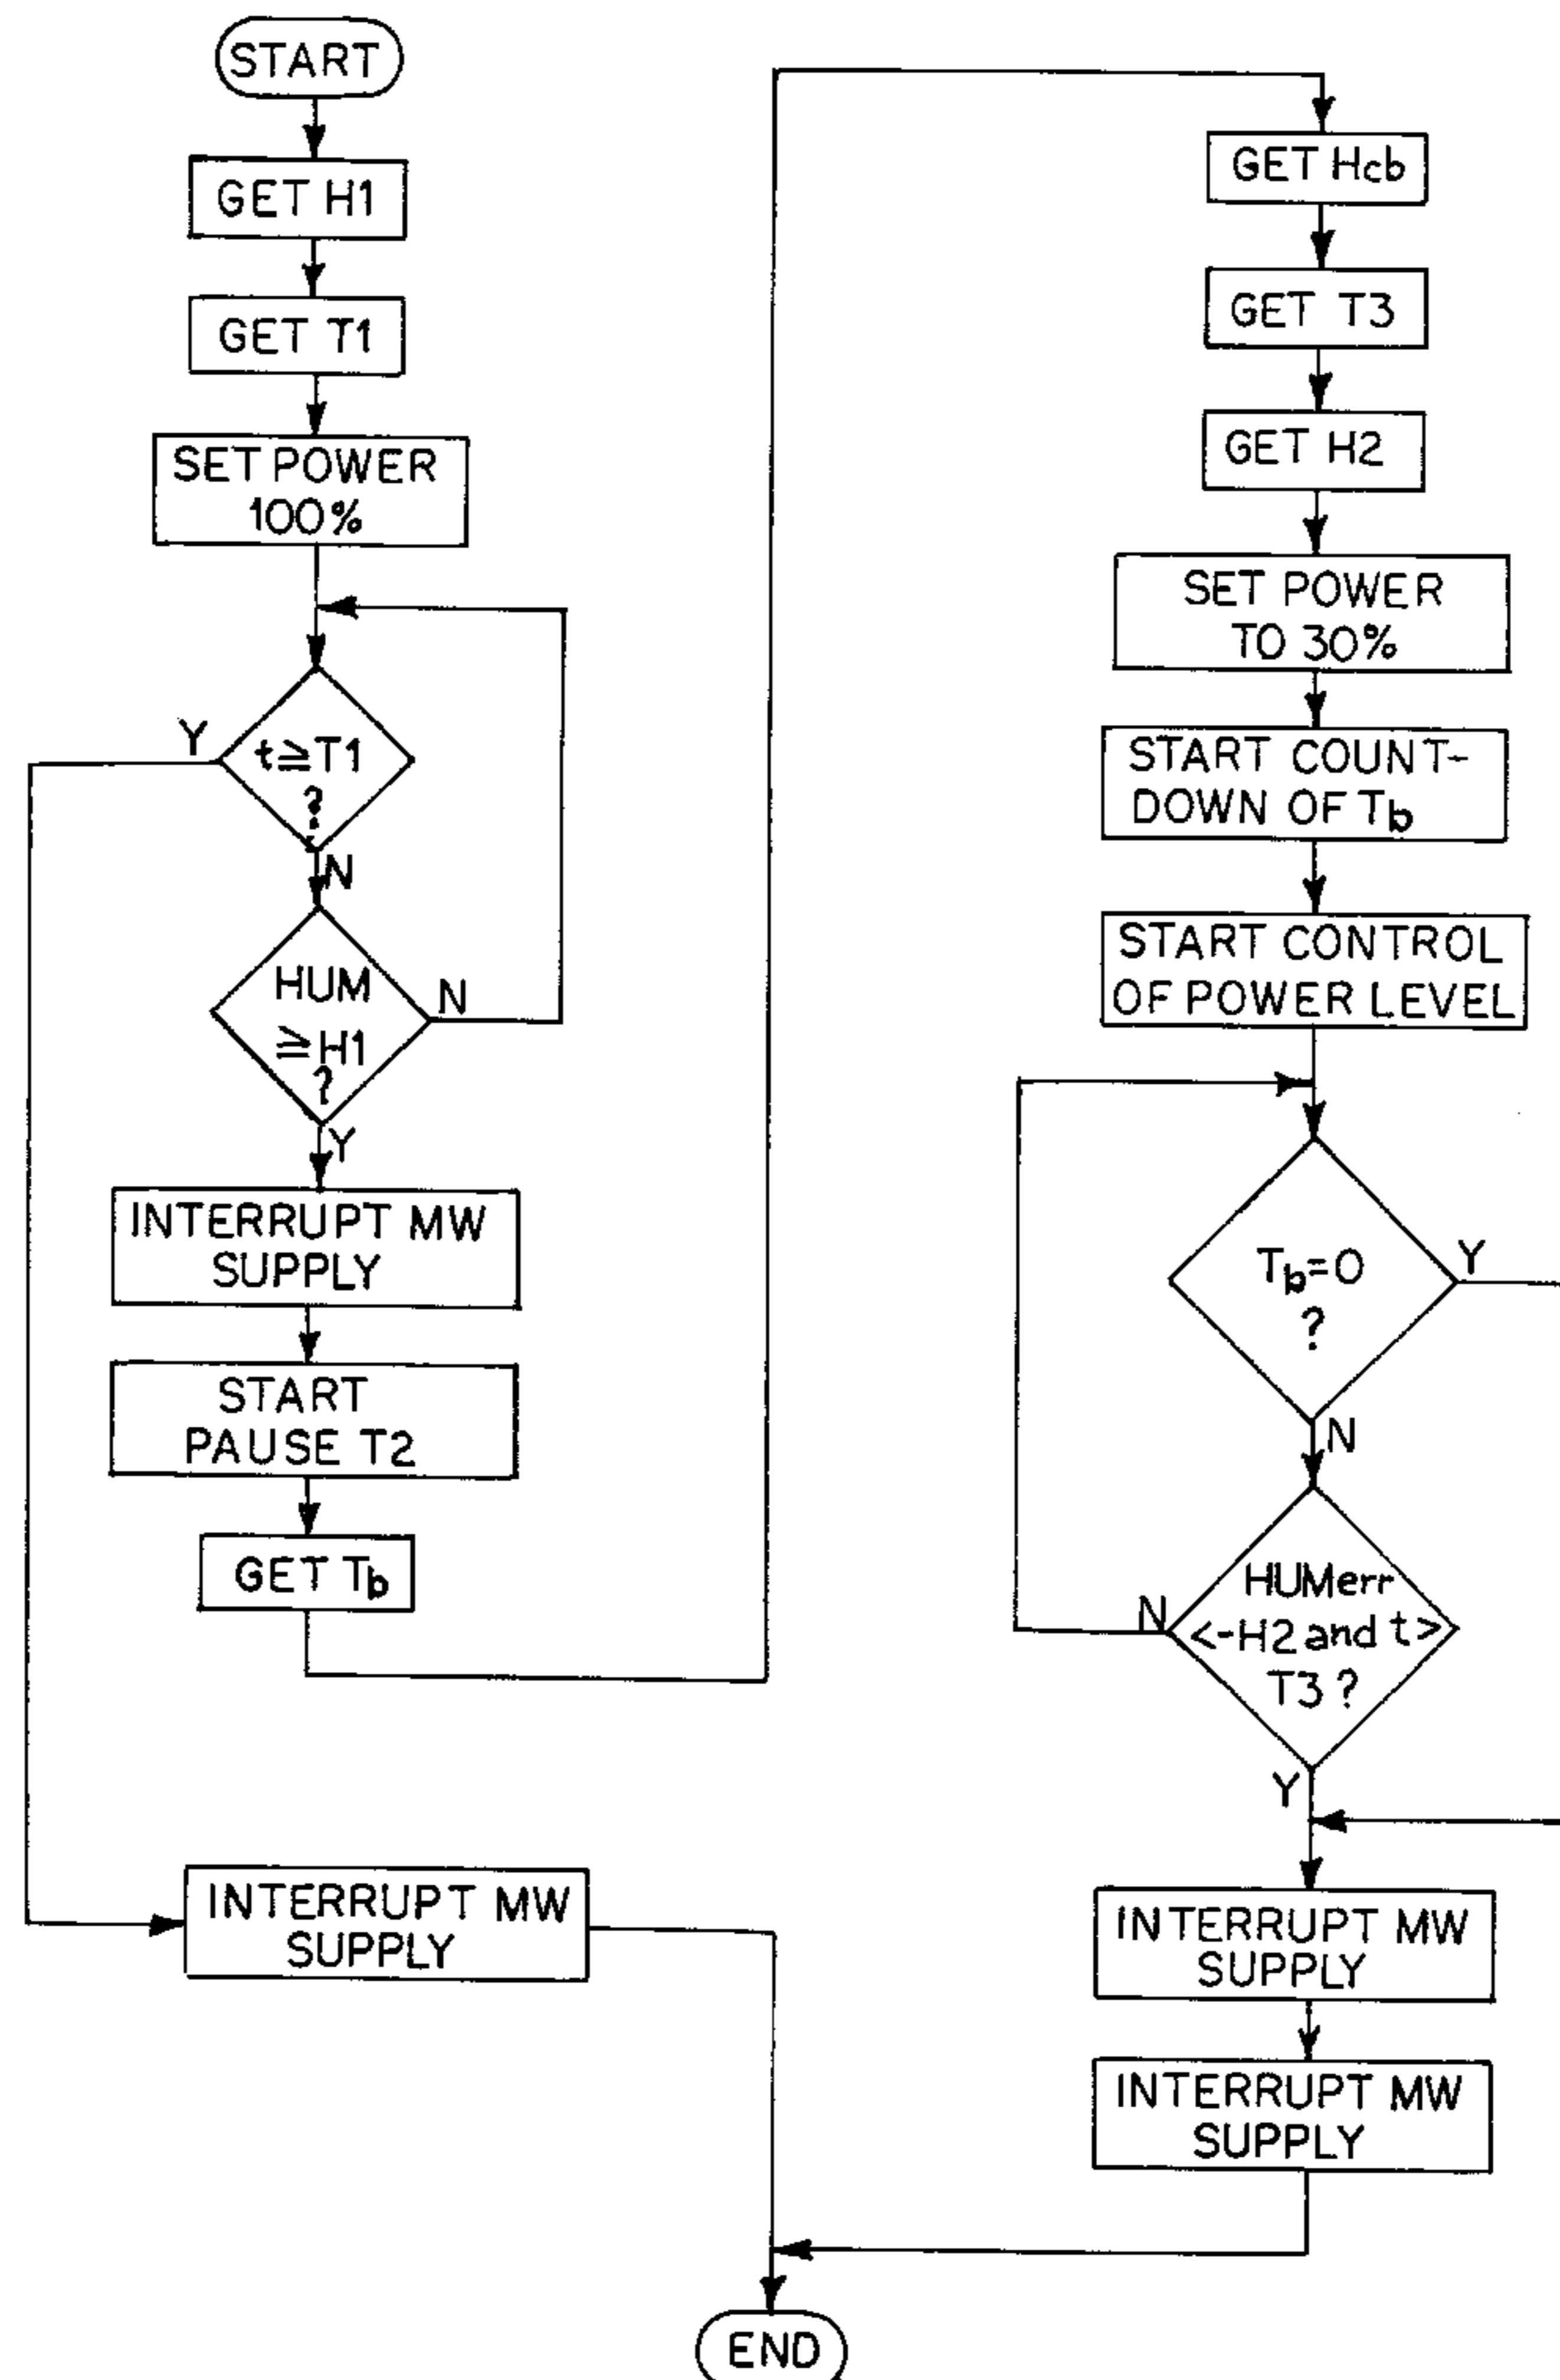 START
GET H1
GET T1
SET POWER
100%
t≧T1
?
Y
N
HUM
≧H1
?
N
Y
INTERRUPT MW
SUPPLY
START
PAUSE T2
GET Tb
INTERRUPT MW
SUPPLY
GET Hcb
GET T3
GET H2
SET POWER
TO 30%
START COUNT-
DOWN OF Tb
START CONTROL
OF POWER LEVEL
Tb=0
?
Y
N
HUMerr
<-H2 and t>
T3 ?
N
Y
INTERRUPT MW
SUPPLY
INTERRUPT MW
SUPPLY
END